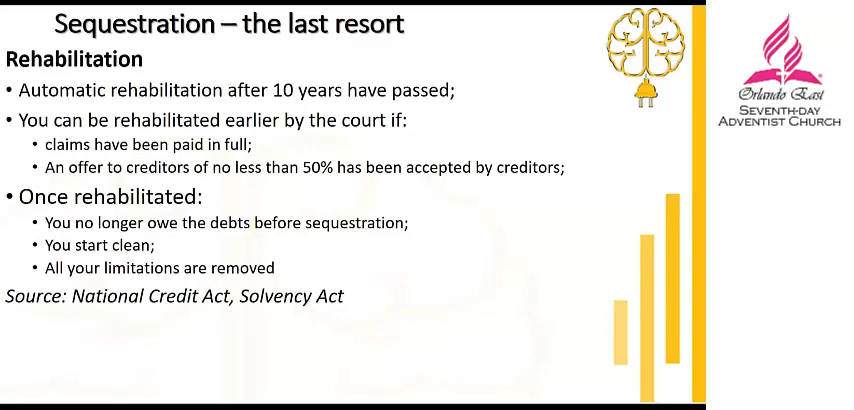 Sequestration – the last resort
Rehabilitation
• Automatic rehabilitation after 10 years have passed;
• You can be rehabilitated earlier by the court if:
• claims have been paid in full;
• An offer to creditors of no less than 50% has been accepted by creditors;
• Once rehabilitated:
• You no longer owe the debts before sequestration;
• You start clean;
• All your limitations are removed
Source: National Credit Act, Solvency Act
Orlando East
SEVENTH-DAY
ADVENTIST CHURCH